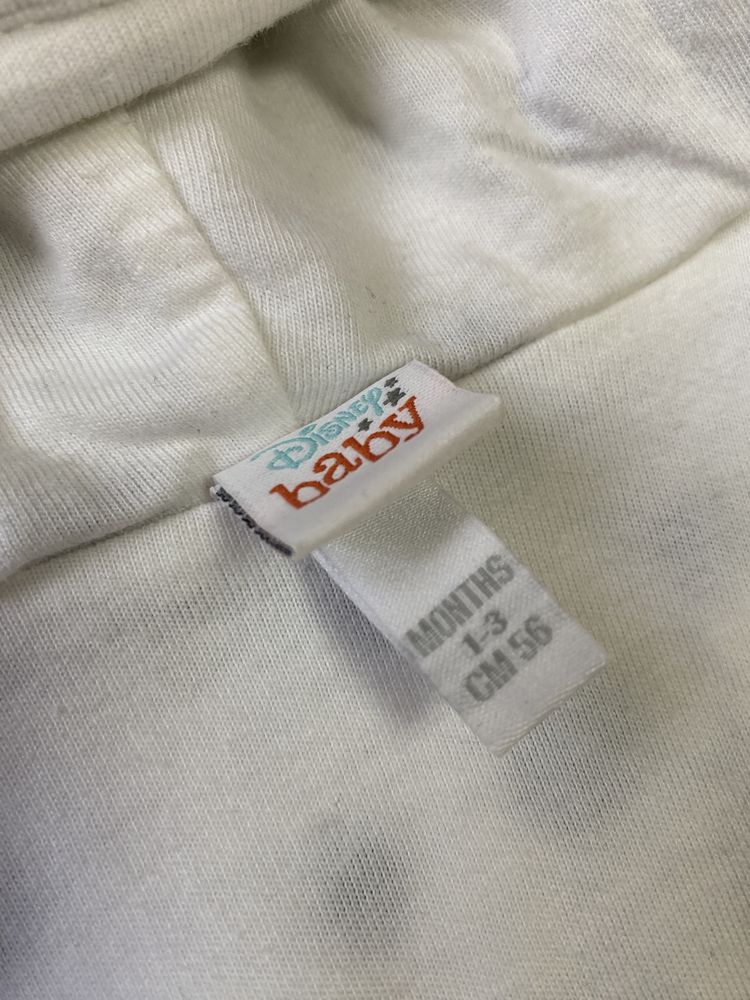 Disney
baby
MONTHS
1-3
CM 56